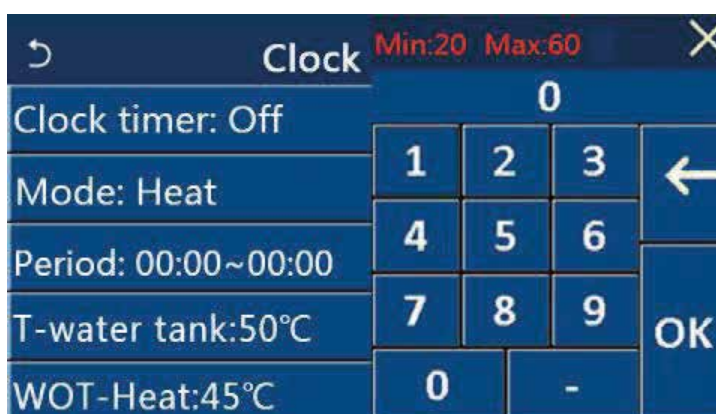 Clock
Clock timer: Off
Mode: Heat
Period: 00:00~00:00
T-water tank:50℃
WOT-Heat:45℃
Min:20 Max:60
0
1 2 3
4 5 6
7 8 9
0 -
OK